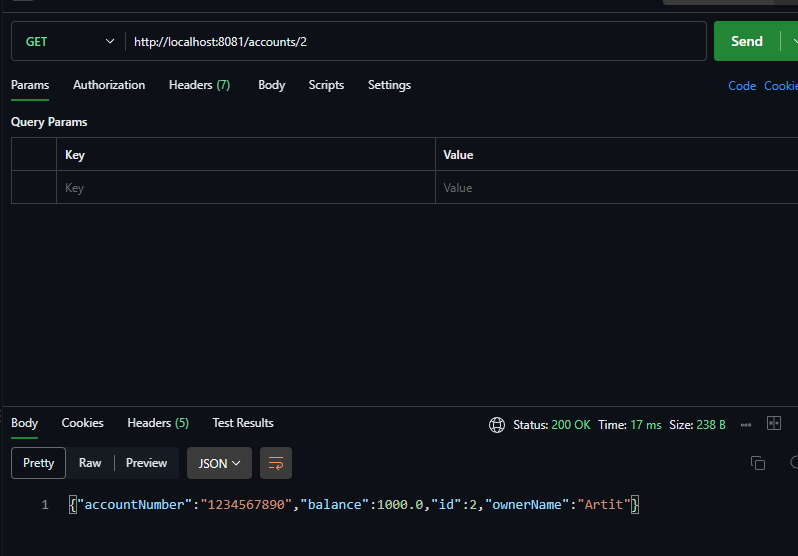 GET http://localhost:8081/accounts/2 Send
Params Authorization Headers (7) Body Scripts Settings Code Cookie
Query Params
Key Value
Key Value
Body Cookies Headers (5) Test Results Status: 200 OK Time: 17 ms Size: 238 B
Pretty Raw Preview JSON
1 {"accountNumber":"1234567890","balance":1000.0,"id":2,"ownerName":"Artit"}